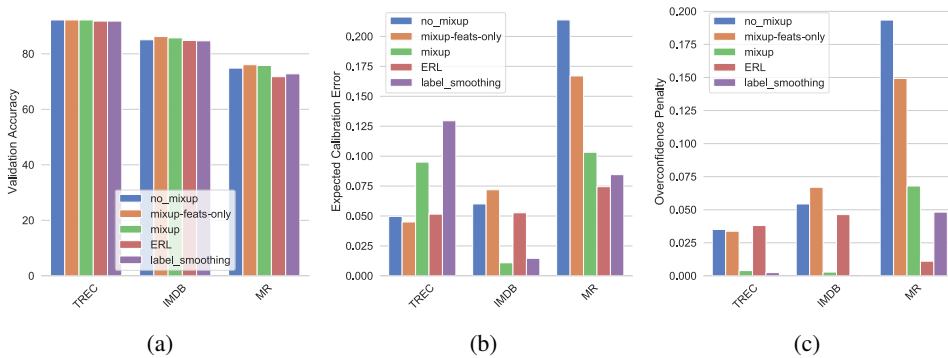 Validation Accuracy
80
60
40
20
0
no_mixup
mixup-feats-only
mixup
ERL
label_smoothing
TREC
IMDB
MR
(a)
Expected Calibration Error
0.200
0.175
0.150
0.125
0.100
0.075
0.050
0.025
0.000
no_mixup
mixup-feats-only
mixup
ERL
label_smoothing
TREC
IMDB
MR
(b)
Overconfidence Penalty
0.200
0.175
0.150
0.125
0.100
0.075
0.050
0.025
0.000
no_mixup
mixup-feats-only
mixup
ERL
label_smoothing
TREC
IMDB
MR
(c)